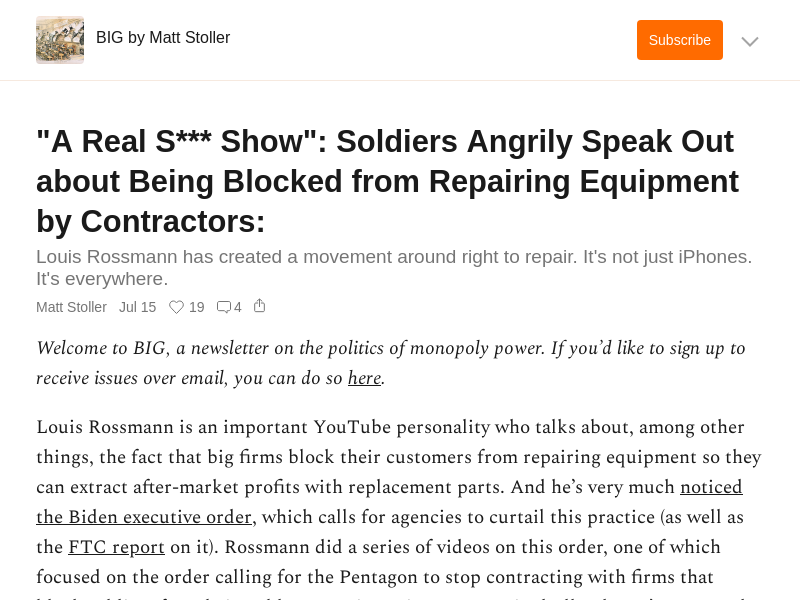 BIG by Matt Stoller
Subscribe
"A Real S*** Show": Soldiers Angrily Speak Out
about Being Blocked from Repairing Equipment
by Contractors:
Louis Rossmann has created a movement around right to repair. It's not just iPhones.
It's everywhere.
Matt Stoller Jul 15 19 4
Welcome to BIG, a newsletter on the politics of monopoly power. If you’d like to sign up to
receive issues over email, you can do so here.
Louis Rossmann is an important YouTube personality who talks about, among other
things, the fact that big firms block their customers from repairing equipment so they
can extract after-market profits with replacement parts. And he’s very much noticed
the Biden executive order, which calls for agencies to curtail this practice (as well as
the FTC report on it). Rossmann did a series of videos on this order, one of which
focused on the order calling for the Pentagon to stop contracting with firms that